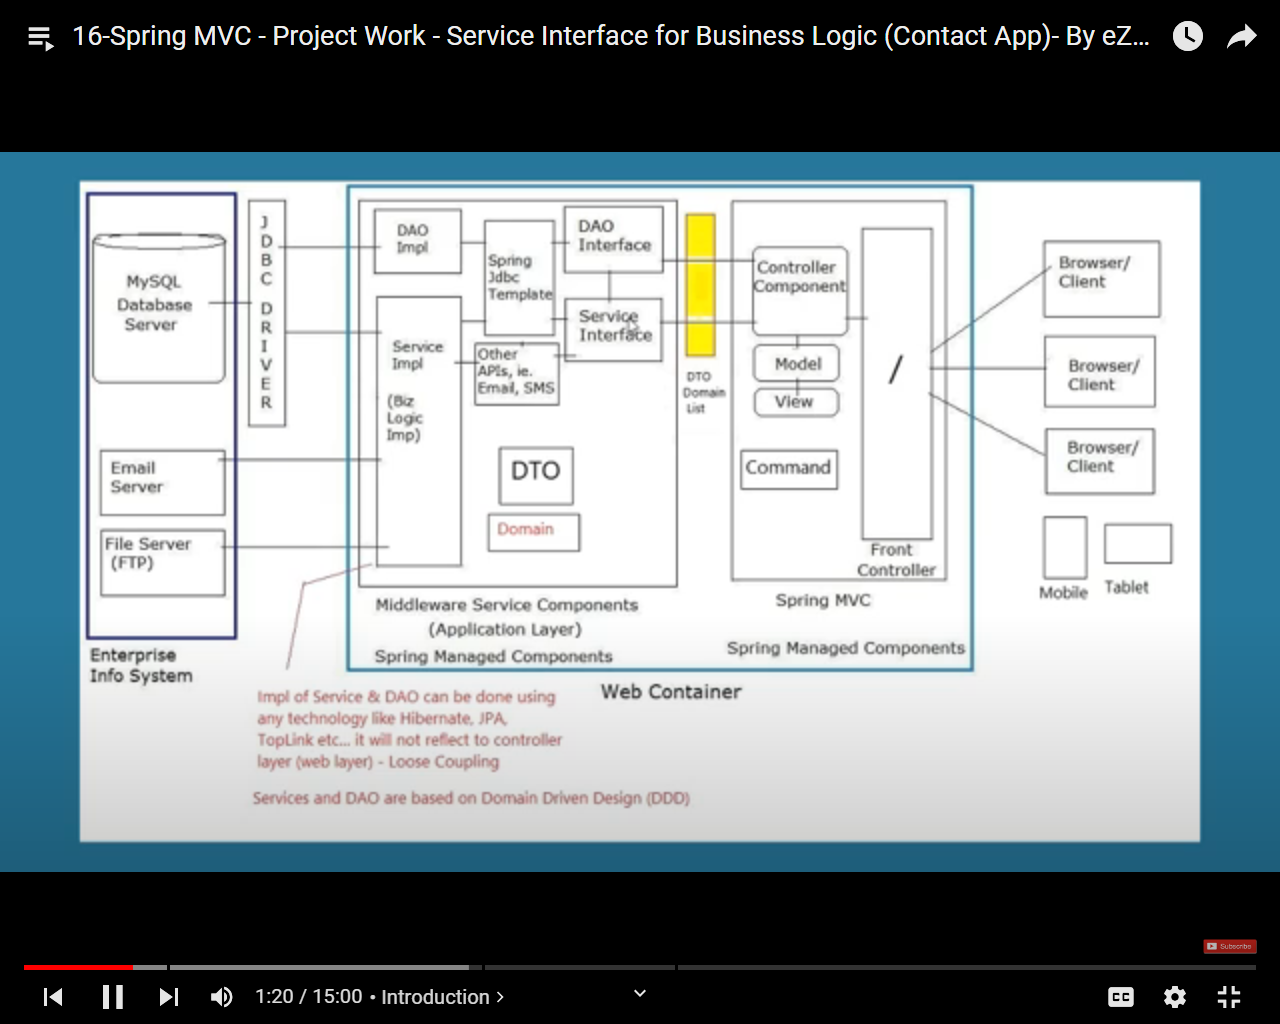 16-Spring MVC - Project Work - Service Interface for Business Logic (Contact App)- By eZ...
MySQL
Database
Server
Email
Server
File Server
(FTP)
Enterprise
Info System
J
D
B
C
D
R
I
V
E
R
DAO
Impl
Service
Impl
(Biz
Logic
Imp)
Spring
Jdbc
Template
Other
APIs, ie.
Email, SMS
DAO
Interface
Service
Interface
DTO
Domain
Middleware Service Components
(Application Layer)
Spring Managed Components
DTO
Domain
List
Controller
Component
Model
View
Command
/
Front
Controller
Spring MVC
Spring Managed Components
Web Container
Browser/
Client
Browser/
Client
Browser/
Client
Mobile
Tablet
Impl of Service & DAO can be done using
any technology like Hibernate, JPA,
TopLink etc... it will not reflect to controller
layer (web layer) - Loose Coupling
Services and DAO are based on Domain Driven Design (DDD)
Subscribe
1:20 / 15:00 • Introduction >
CC